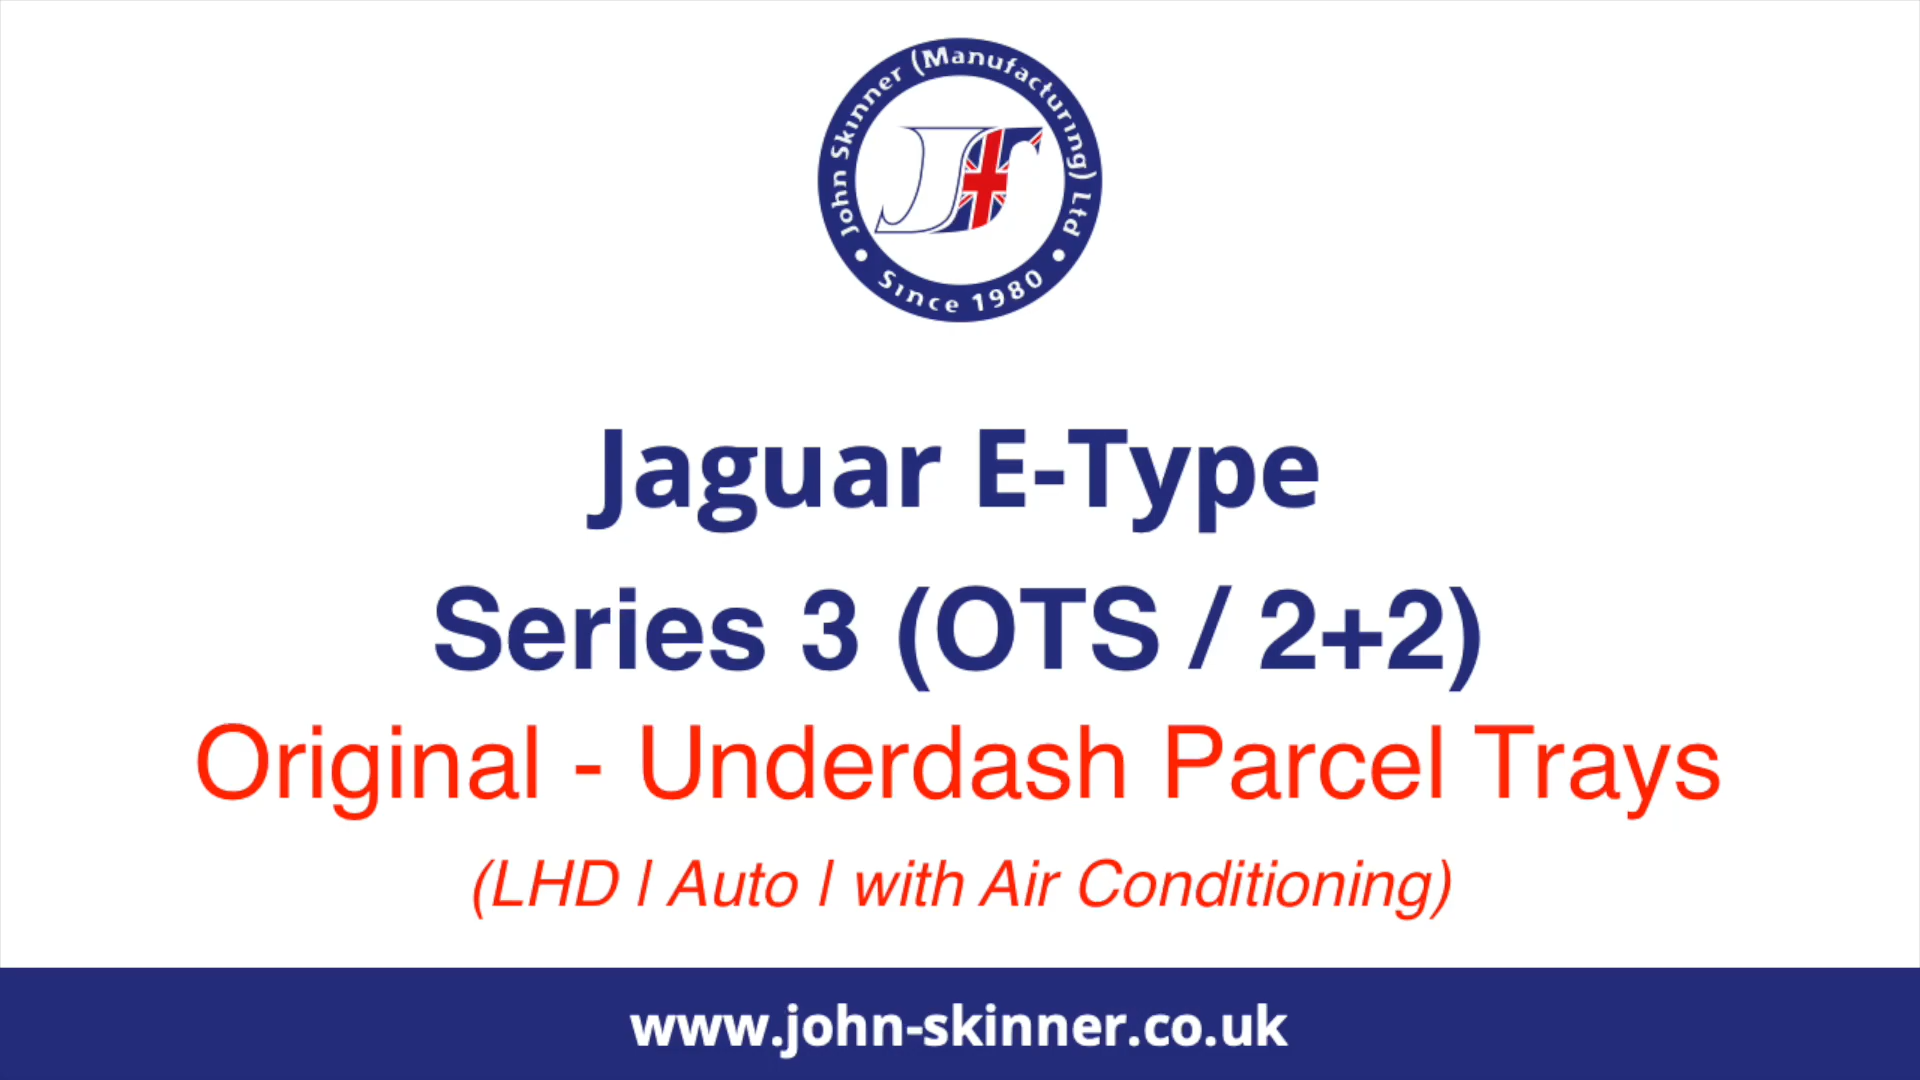 John Skinner (Manufacturing) Ltd
JS
• Since 1980 •
Jaguar E-Type
Series 3 (OTS / 2+2)
Original - Underdash Parcel Trays
(LHD | Auto | with Air Conditioning)
www.john-skinner.co.uk